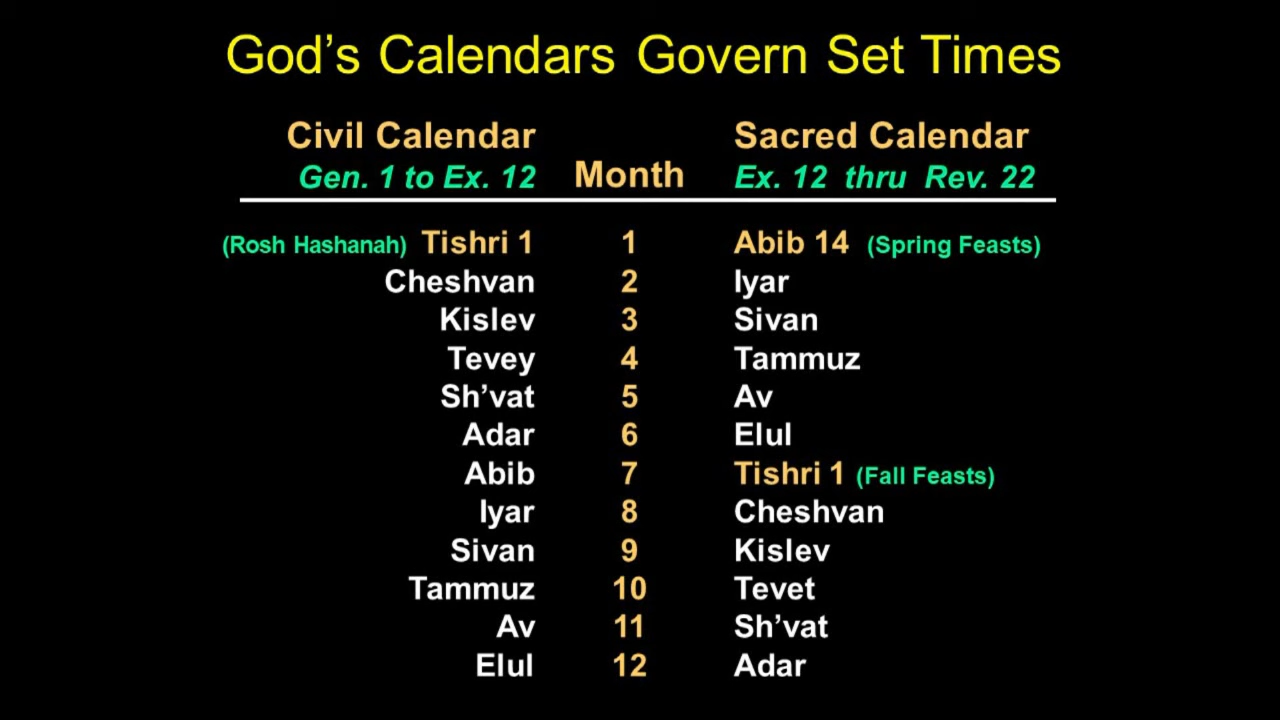 God's Calendars Govern Set Times
Civil Calendar Sacred Calendar
Gen. 1 to Ex. 12 Month Ex. 12 thru Rev. 22
(Rosh Hashanah) Tishri 1 1 Abib 14 (Spring Feasts)
Cheshvan 2 Iyar
Kislev 3 Sivan
Tevey 4 Tammuz
Sh'vat 5 Av
Adar 6 Elul
Abib 7 Tishri 1 (Fall Feasts)
Iyar 8 Cheshvan
Sivan 9 Kislev
Tammuz 10 Tevet
Av 11 Sh'vat
Elul 12 Adar